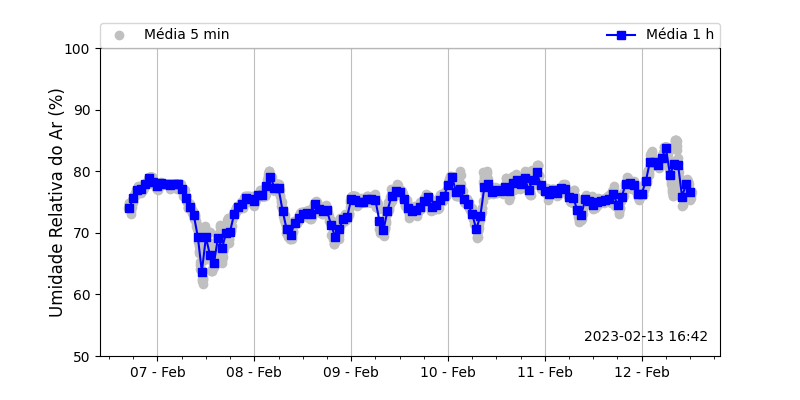 Média 5 min
Média 1 h
Umidade Relativa do Ar (%)
100
90
80
70
60
50
2023-02-13 16:42
07 - Feb
08 - Feb
09 - Feb
10 - Feb
11 - Feb
12 - Feb